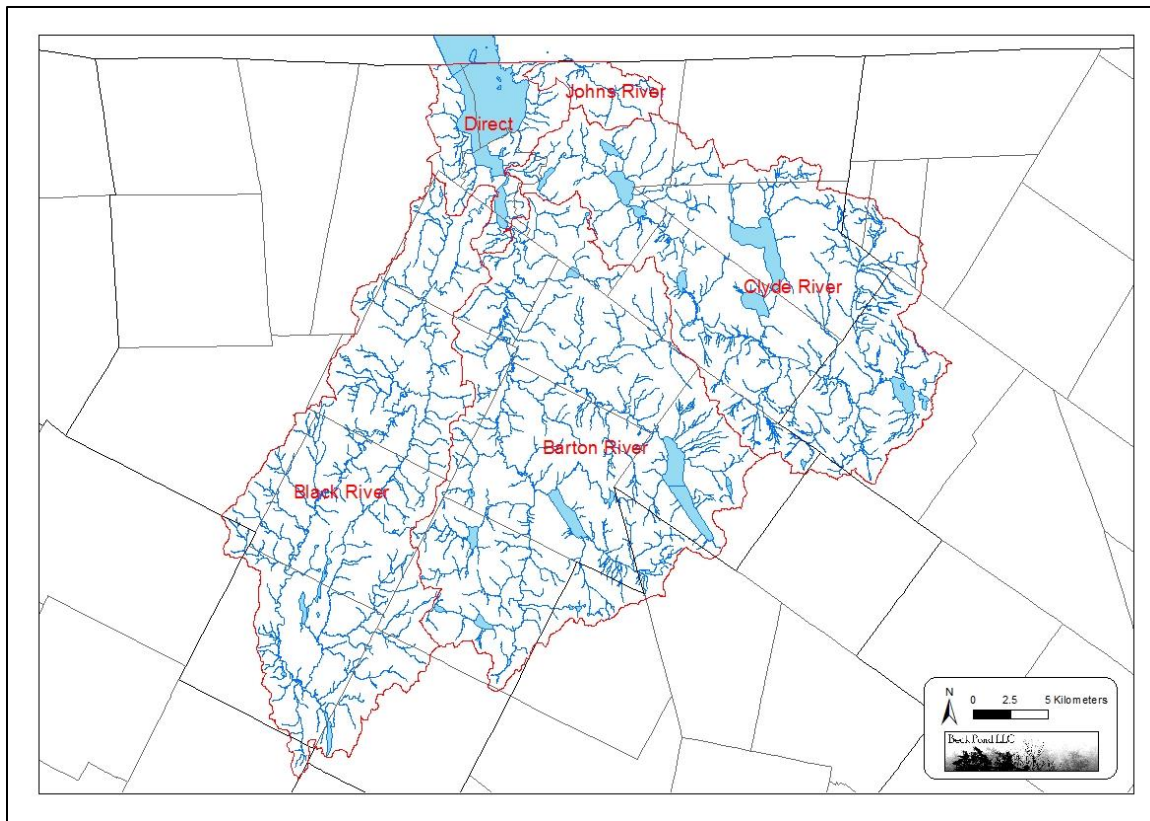 Johns River
Direct
Clyde River
Barton River
Black River
N
0 2.5 5 Kilometers
Beck Pond LLC